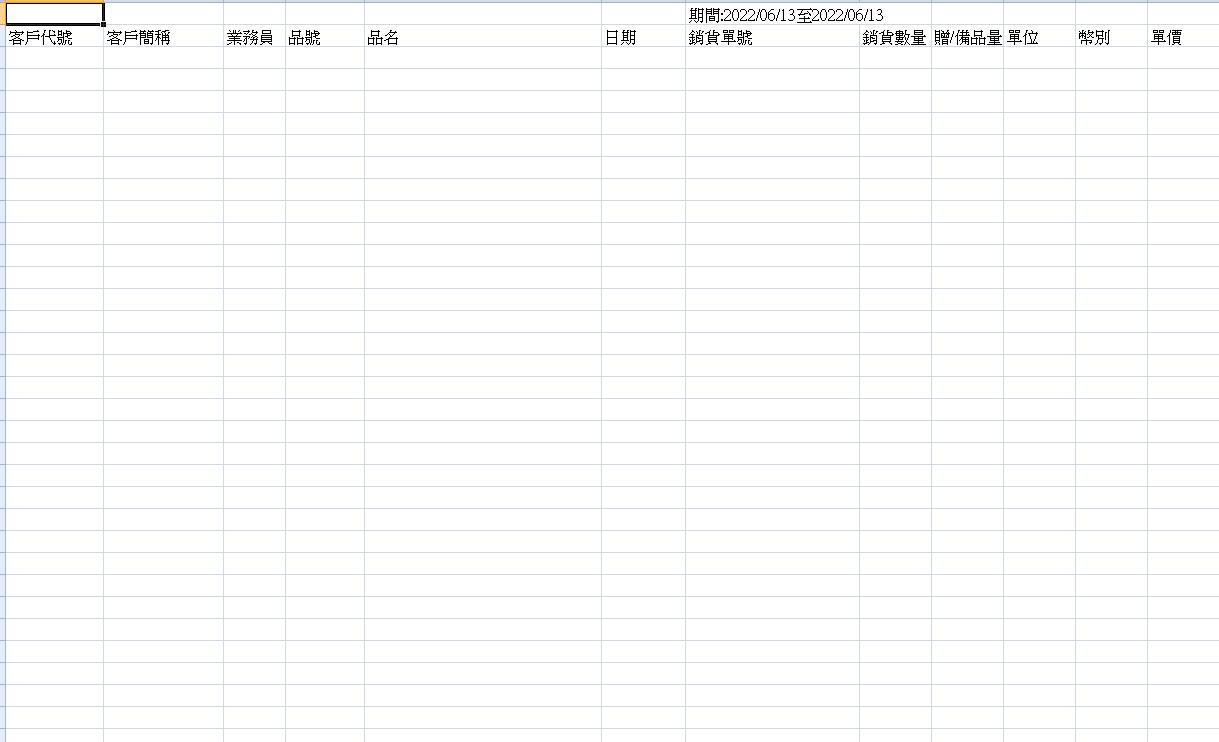 期間:2022/06/13至2022/06/13
客戶代號 客戶簡稱 業務員 品號 品名 日期 銷貨單號 銷貨數量 贈/備品量 單位 幣別 單價